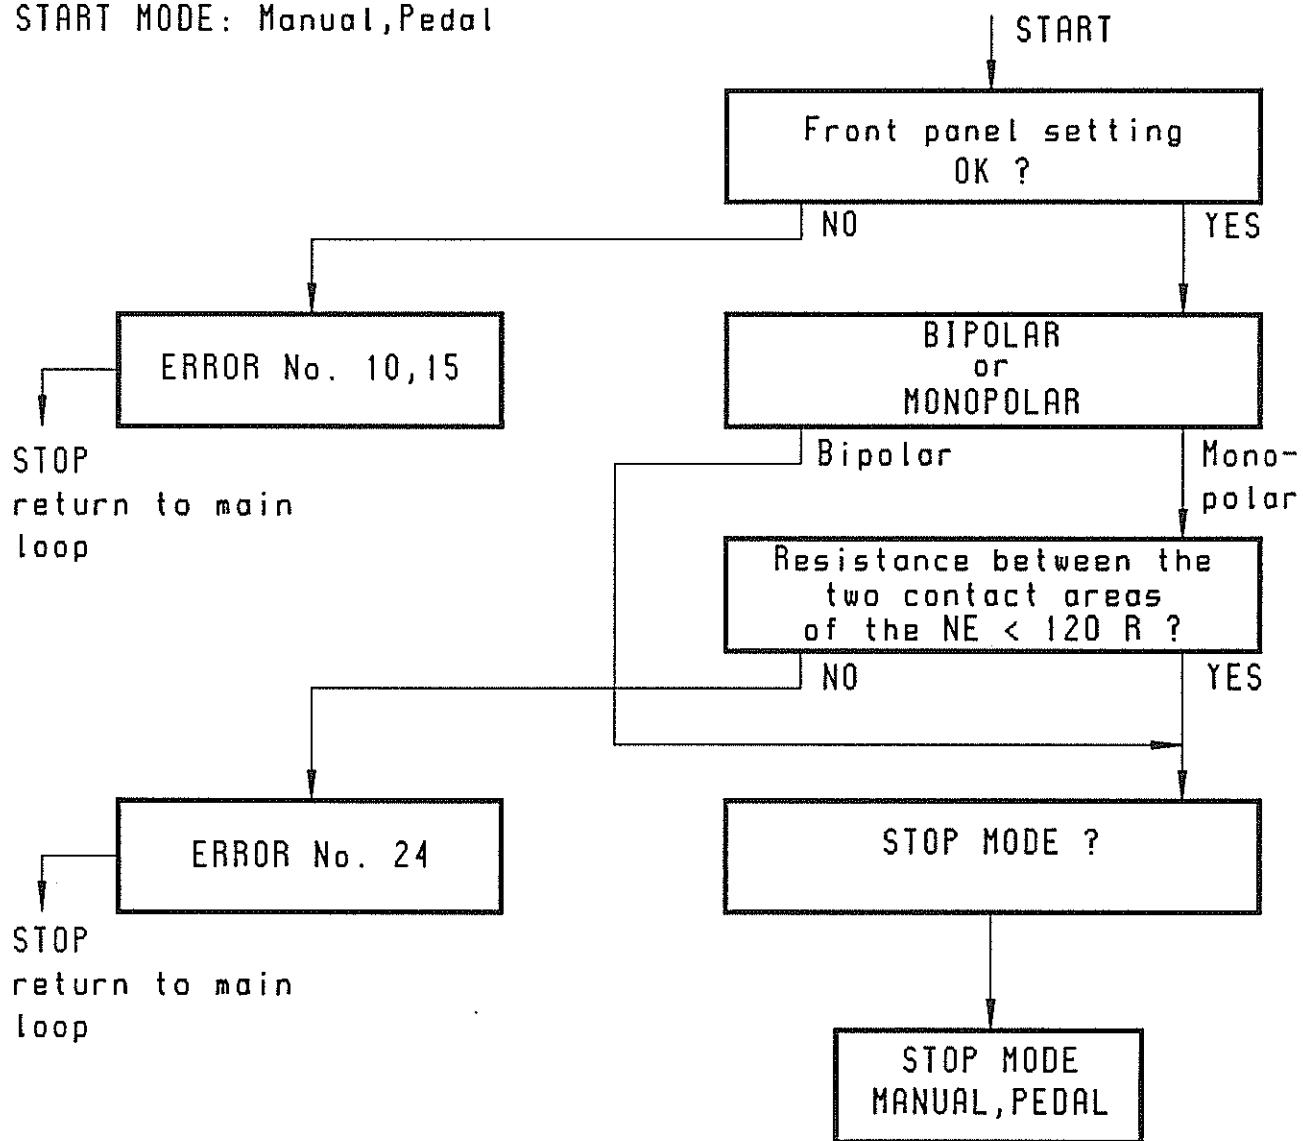 START MODE: Manual,Pedal
START
Front panel setting
OK ?
NO
YES
ERROR No. 10,15
STOP
return to main
loop
BIPOLAR
or
MONOPOLAR
Bipolar
Mono-
polar
Resistance between the
two contact areas
of the NE < 120 R ?
NO
YES
ERROR No. 24
STOP
return to main
loop
STOP MODE ?
STOP MODE
MANUAL,PEDAL